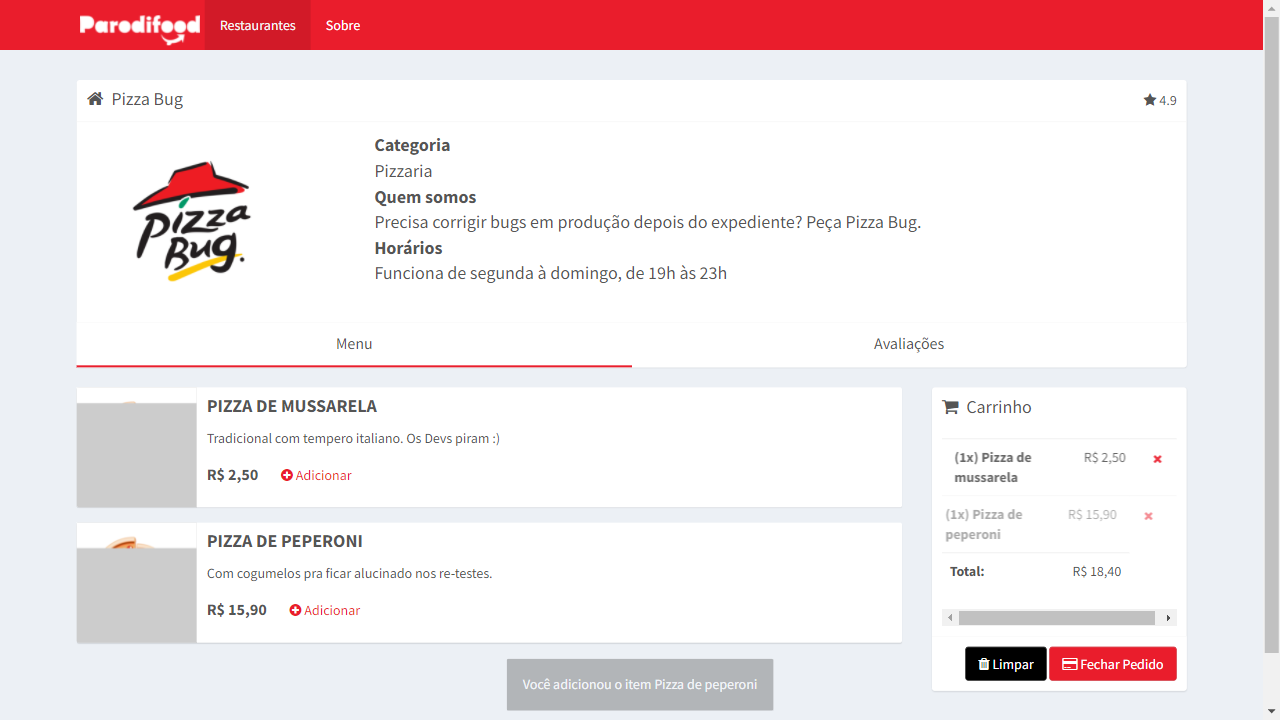 Parodifood Restaurantes Sobre
Pizza Bug 4.9
Pizza
Bug.
Categoria
Pizzaria
Quem somos
Precisa corrigir bugs em produção depois do expediente? Peça Pizza Bug.
Horários
Funciona de segunda à domingo, de 19h às 23h
Menu Avaliações
PIZZA DE MUSSARELA
Tradicional com tempero italiano. Os Devs piram :)
R$ 2,50 Adicionar
PIZZA DE PEPERONI
Com cogumelos pra ficar alucinado nos re-testes.
R$ 15,90 Adicionar
Carrinho
(1x) Pizza de R$ 2,50
mussarela
(1x) Pizza de R$ 15,90
peperoni
Total: R$ 18,40
Limpar Fechar Pedido
Você adicionou o item Pizza de peperoni